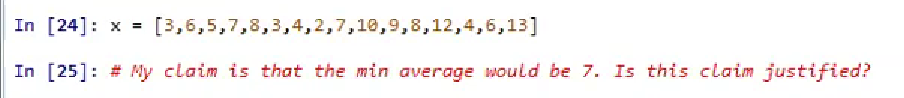 In [24]: x = [3,6,5,7,8,3,4,2,7,10,9,8,12,4,6,13]
In [25]: # My claim is that the min average would be 7. Is this claim justified?